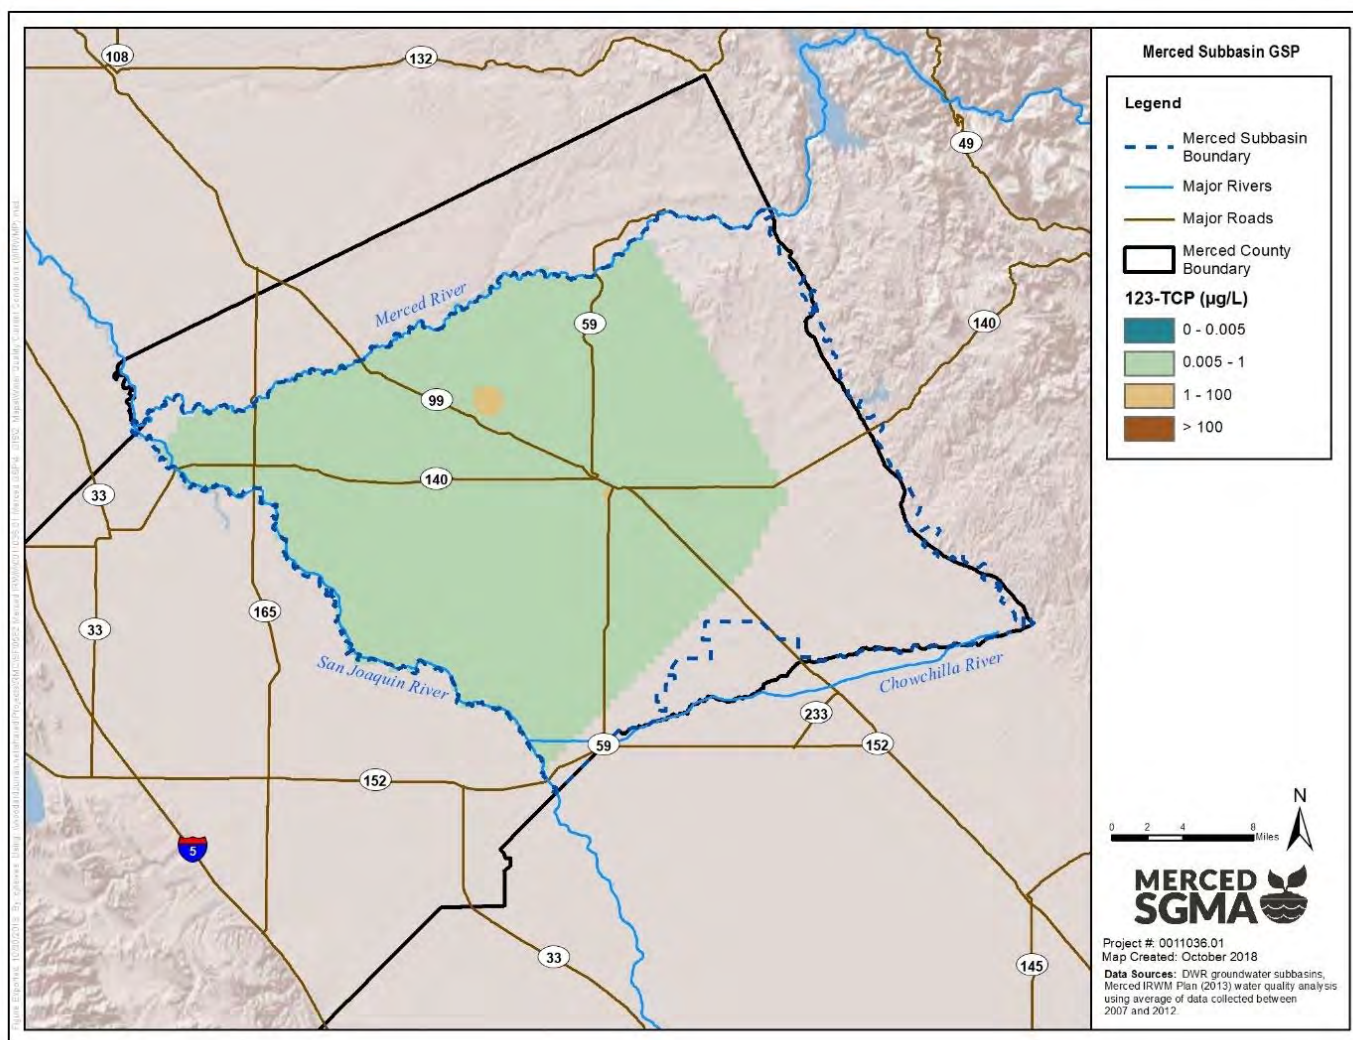 Merced Subbasin GSP
Legend
Merced Subbasin
Boundary
Major Rivers
Major Roads
Merced County
Boundary
123-TCP (µg/L)
0 - 0.005
0.005 - 1
1 - 100
> 100
108
132
49
Merced River
59
140
99
140
33
165
33
San Joaquin River
Chowchilla River
233
59
152
152
5
33
145
N
0 2 4 8
Miles
MERCED
SGMA
Project #: 0011036.01
Map Created: October 2018
Data Sources: DWR groundwater subbasins,
Merced IRWM Plan (2013) water quality analysis
using average of data collected between
2007 and 2012.